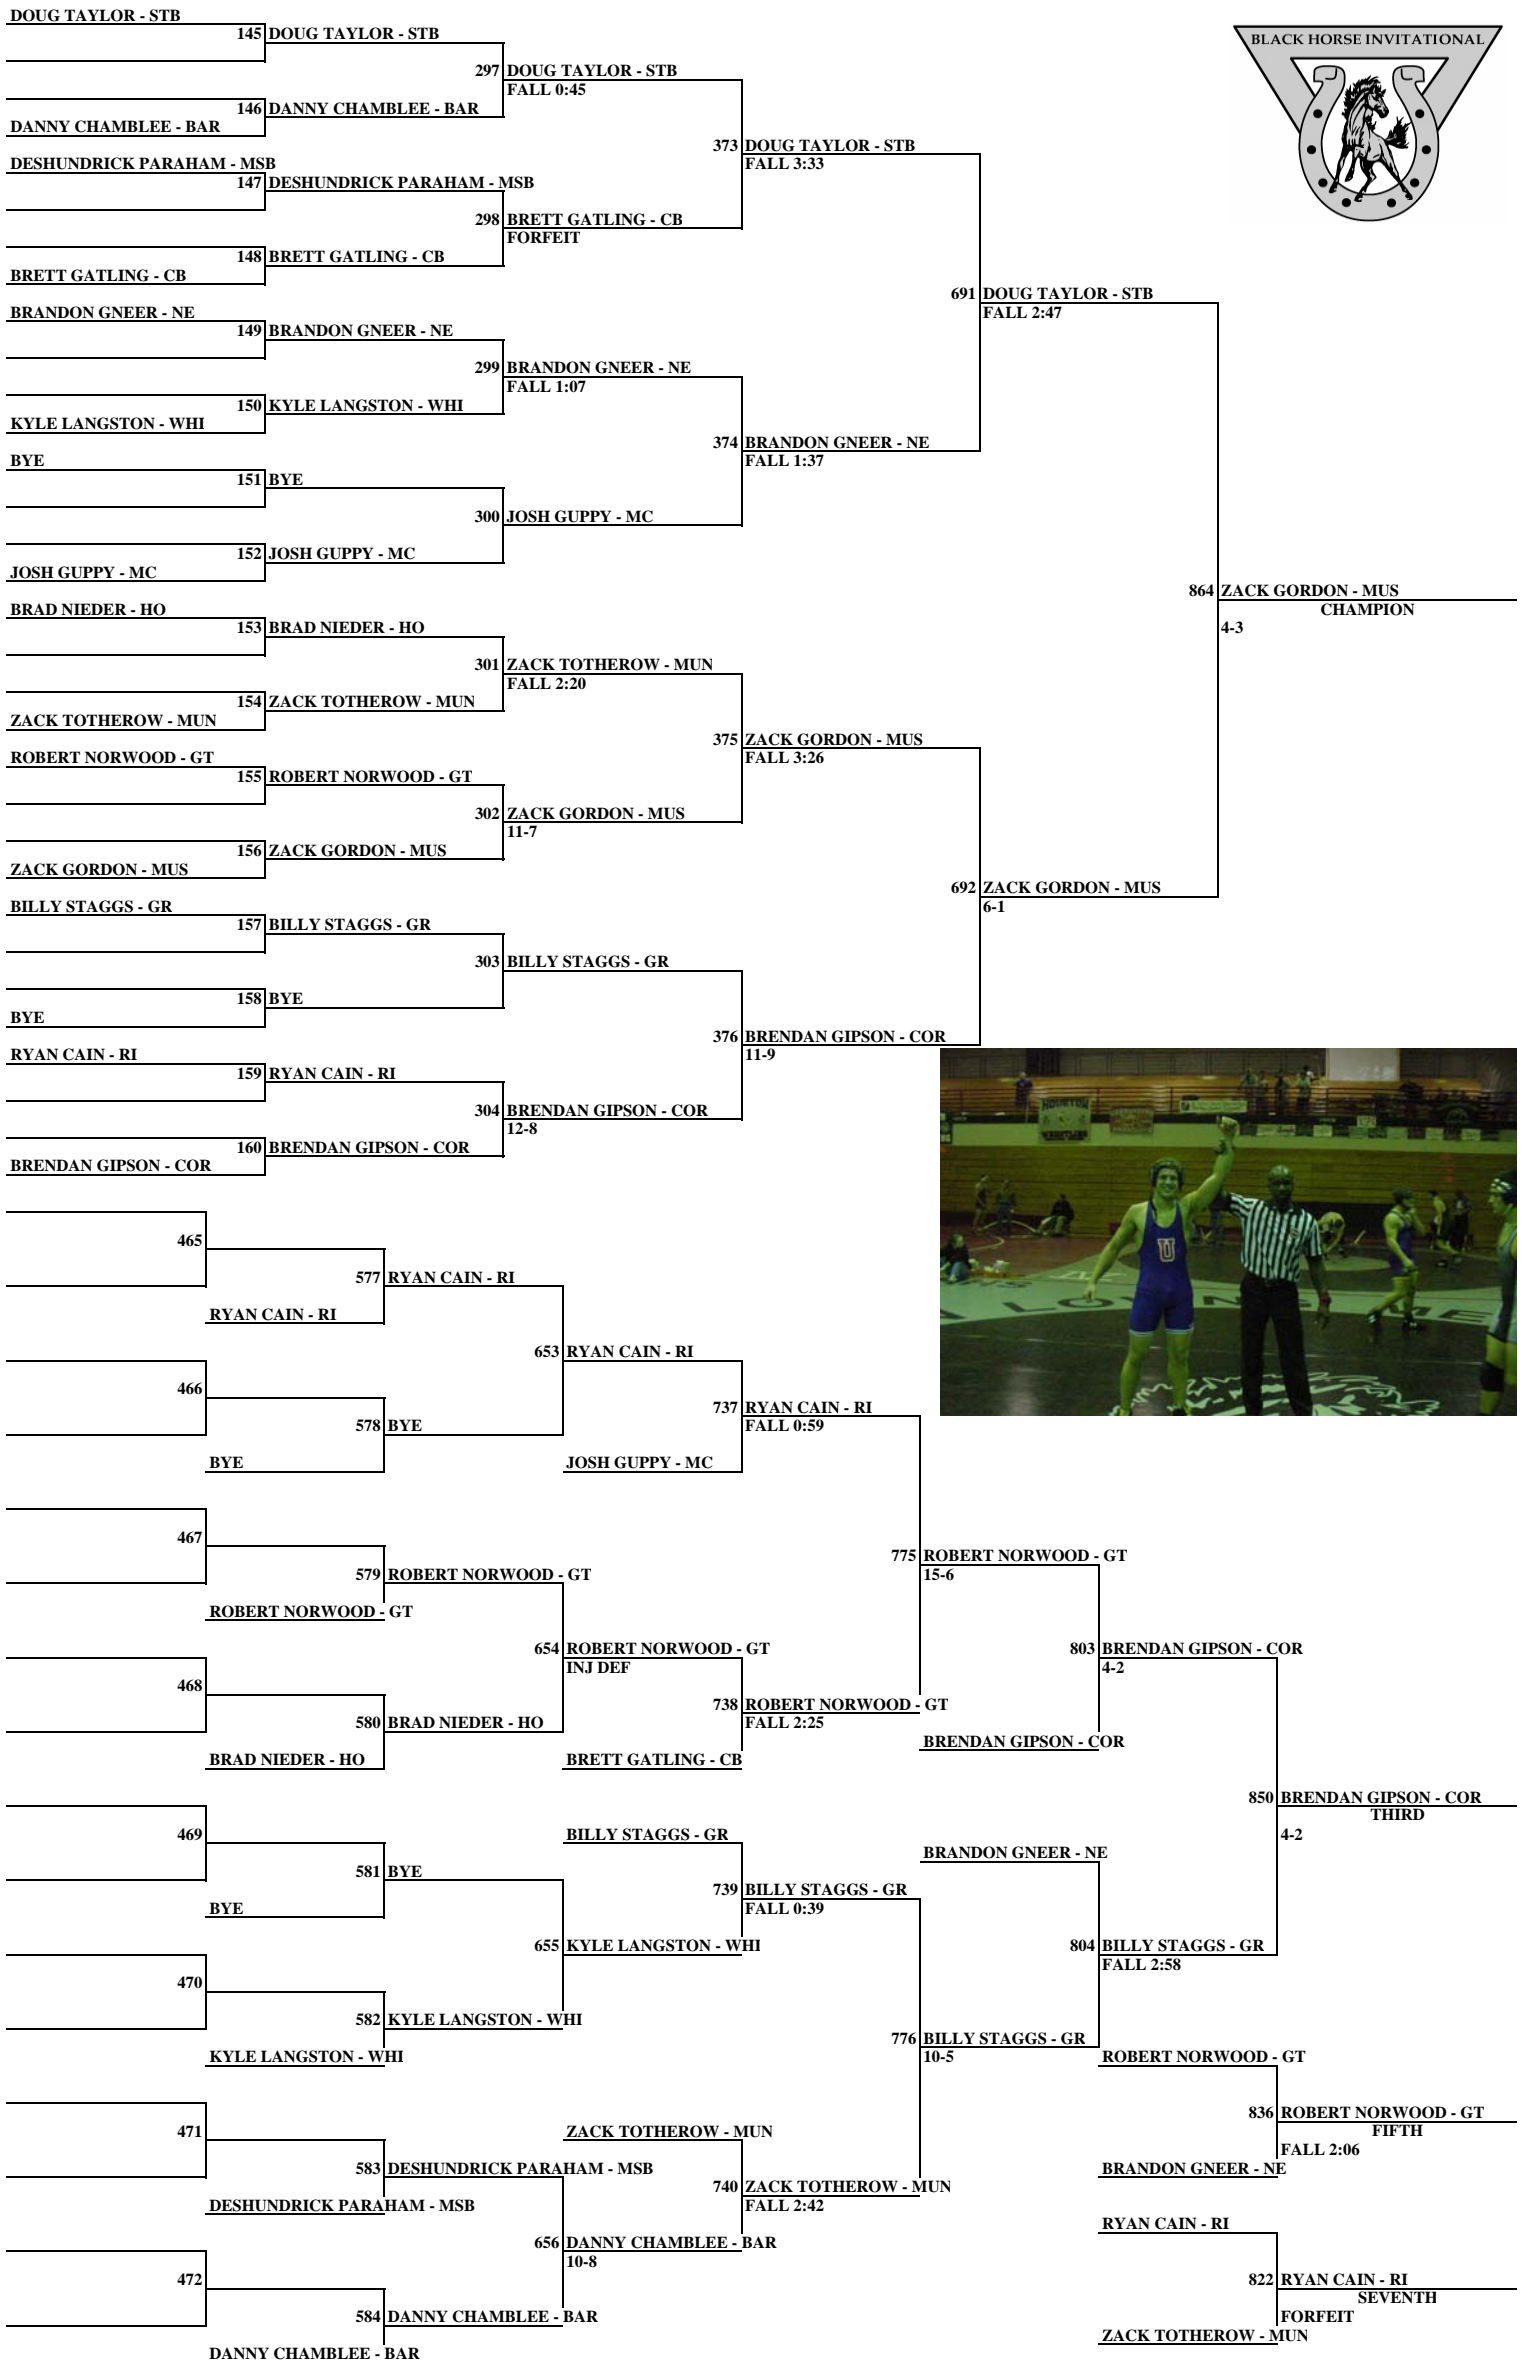 DOUG TAYLOR - STB
145 DOUG TAYLOR - STB
BLACK HORSE INVITATIONAL
297 DOUG TAYLOR - STB
FALL 0:45
146 DANNY CHAMBLEE - BAR
DANNY CHAMBLEE - BAR
373 DOUG TAYLOR - STB
FALL 3:33
DESHUNDRICK PARAHAM - MSB
147 DESHUNDRICK PARAHAM - MSB
298 BRETT GATLING - CB
FORFEIT
148 BRETT GATLING - CB
BRETT GATLING - CB
691 DOUG TAYLOR - STB
FALL 2:47
BRANDON GNEER - NE
149 BRANDON GNEER - NE
299 BRANDON GNEER - NE
FALL 1:07
150 KYLE LANGSTON - WHI
KYLE LANGSTON - WHI
374 BRANDON GNEER - NE
FALL 1:37
BYE
151 BYE
300 JOSH GUPPY - MC
152 JOSH GUPPY - MC
JOSH GUPPY - MC
864 ZACK GORDON - MUS
CHAMPION
4-3
BRAD NIEDER - HO
153 BRAD NIEDER - HO
301 ZACK TOTHEROW - MUN
FALL 2:20
154 ZACK TOTHEROW - MUN
ZACK TOTHEROW - MUN
375 ZACK GORDON - MUS
FALL 3:26
ROBERT NORWOOD - GT
155 ROBERT NORWOOD - GT
302 ZACK GORDON - MUS
11-7
156 ZACK GORDON - MUS
ZACK GORDON - MUS
692 ZACK GORDON - MUS
6-1
BILLY STAGGS - GR
157 BILLY STAGGS - GR
303 BILLY STAGGS - GR
158 BYE
BYE
376 BRENDAN GIPSON - COR
11-9
RYAN CAIN - RI
159 RYAN CAIN - RI
304 BRENDAN GIPSON - COR
12-8
160 BRENDAN GIPSON - COR
BRENDAN GIPSON - COR
HOUSTON
WRESTLING
U
465
577 RYAN CAIN - RI
RYAN CAIN - RI
653 RYAN CAIN - RI
466
578 BYE
BYE
737 RYAN CAIN - RI
FALL 0:59
JOSH GUPPY - MC
467
579 ROBERT NORWOOD - GT
ROBERT NORWOOD - GT
775 ROBERT NORWOOD - GT
15-6
654 ROBERT NORWOOD - GT
INJ DEF
803 BRENDAN GIPSON - COR
4-2
468
580 BRAD NIEDER - HO
BRAD NIEDER - HO
738 ROBERT NORWOOD - GT
FALL 2:25
BRENDAN GIPSON - COR
BRETT GATLING - CB
850 BRENDAN GIPSON - COR
THIRD
4-2
469
581 BYE
BYE
BILLY STAGGS - GR
739 BILLY STAGGS - GR
FALL 0:39
BRANDON GNEER - NE
655 KYLE LANGSTON - WHI
804 BILLY STAGGS - GR
FALL 2:58
470
582 KYLE LANGSTON - WHI
KYLE LANGSTON - WHI
776 BILLY STAGGS - GR
10-5
ROBERT NORWOOD - GT
836 ROBERT NORWOOD - GT
FIFTH
FALL 2:06
BRANDON GNEER - NE
471
583 DESHUNDRICK PARAHAM - MSB
DESHUNDRICK PARAHAM - MSB
ZACK TOTHEROW - MUN
740 ZACK TOTHEROW - MUN
FALL 2:42
656 DANNY CHAMBLEE - BAR
10-8
RYAN CAIN - RI
822 RYAN CAIN - RI
SEVENTH
FORFEIT
ZACK TOTHEROW - MUN
472
584 DANNY CHAMBLEE - BAR
DANNY CHAMBLEE - BAR